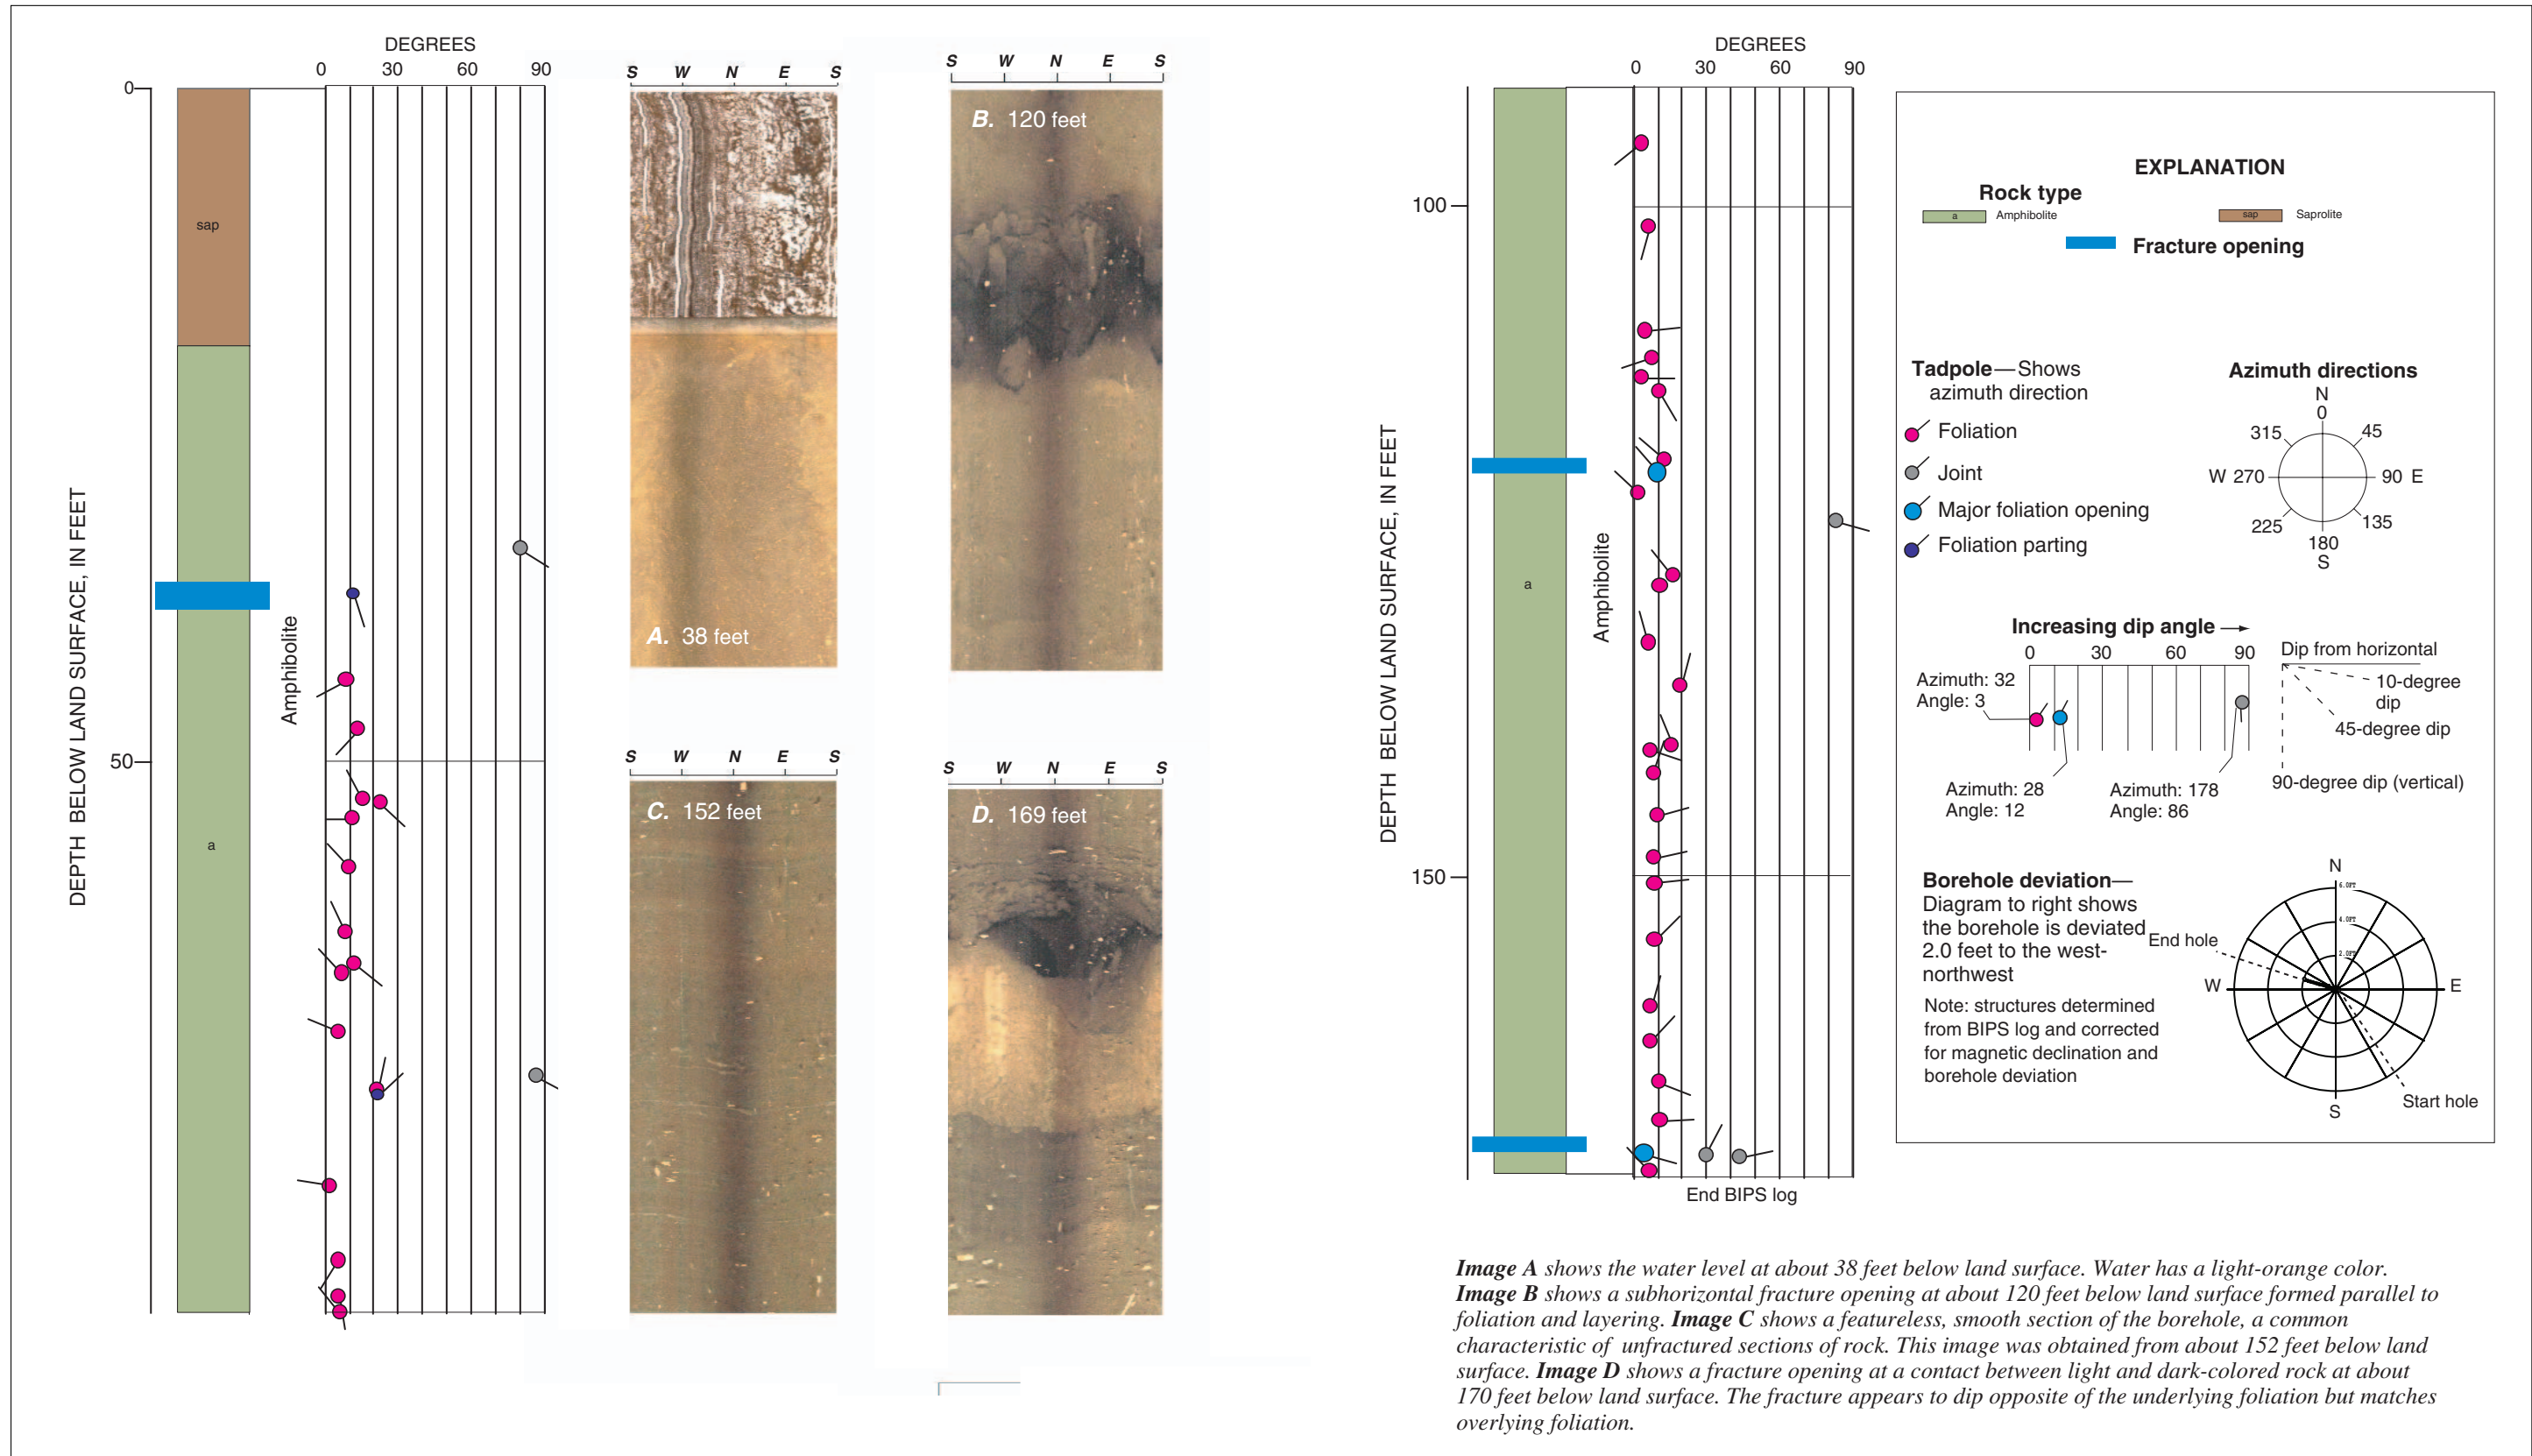 DEGREES
0 30 60 90
0
50
DEPTH BELOW LAND SURFACE, IN FEET
sap
a
Amphibolite
S W N E S
A. 38 feet
S W N E S
B. 120 feet
S W N E S
C. 152 feet
S W N E S
D. 169 feet
DEGREES
0 30 60 90
100
150
DEPTH BELOW LAND SURFACE, IN FEET
a
Amphibolite
End BIPS log
EXPLANATION
Rock type
a Amphibolite
sap Saprolite
Fracture opening
Tadpole—Shows
azimuth direction
Foliation
Joint
Major foliation opening
Foliation parting
Azimuth directions
N
0
315 45
W 270 90 E
225 135
180
S
Increasing dip angle
0 30 60 90
Azimuth: 32
Angle: 3
Azimuth: 28
Angle: 12
Azimuth: 178
Angle: 86
Dip from horizontal
10-degree
dip
45-degree dip
90-degree dip (vertical)
Borehole deviation—
Diagram to right shows
the borehole is deviated
2.0 feet to the west-
northwest
Note: structures determined
from BIPS log and corrected
for magnetic declination and
borehole deviation
N
6.0FT
4.0FT
2.0FT
End hole
W E
S
Start hole
Image A shows the water level at about 38 feet below land surface. Water has a light-orange color.
Image B shows a subhorizontal fracture opening at about 120 feet below land surface formed parallel to
foliation and layering. Image C shows a featureless, smooth section of the borehole, a common
characteristic of unfractured sections of rock. This image was obtained from about 152 feet below land
surface. Image D shows a fracture opening at a contact between light and dark-colored rock at about
170 feet below land surface. The fracture appears to dip opposite of the underlying foliation but matches
overlying foliation.